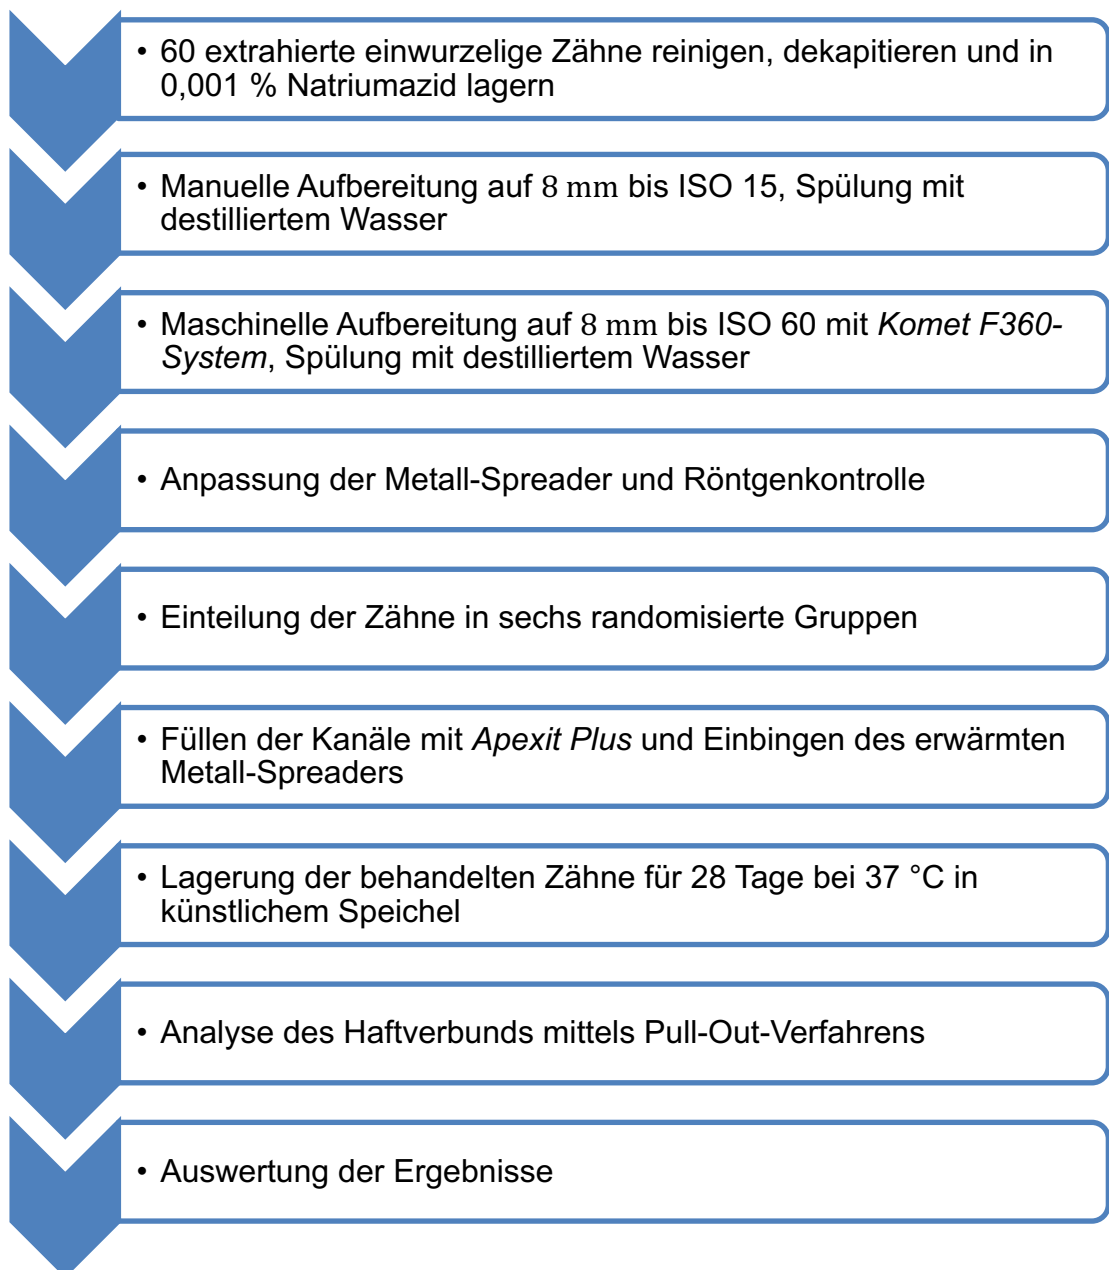 • 60 extrahierte einwurzelige Zähne reinigen, dekapitieren und in
0,001 % Natriumazid lagern
• Manuelle Aufbereitung auf 8 mm bis ISO 15, Spülung mit
destilliertem Wasser
• Maschinelle Aufbereitung auf 8 mm bis ISO 60 mit Komet F360-
System, Spülung mit destilliertem Wasser
• Anpassung der Metall-Spreader und Röntgenkontrolle
• Einteilung der Zähne in sechs randomisierte Gruppen
• Füllen der Kanäle mit Apexit Plus und Einbingen des erwärmten
Metall-Spreaders
• Lagerung der behandelten Zähne für 28 Tage bei 37 °C in
künstlichem Speichel
• Analyse des Haftverbunds mittels Pull-Out-Verfahrens
• Auswertung der Ergebnisse